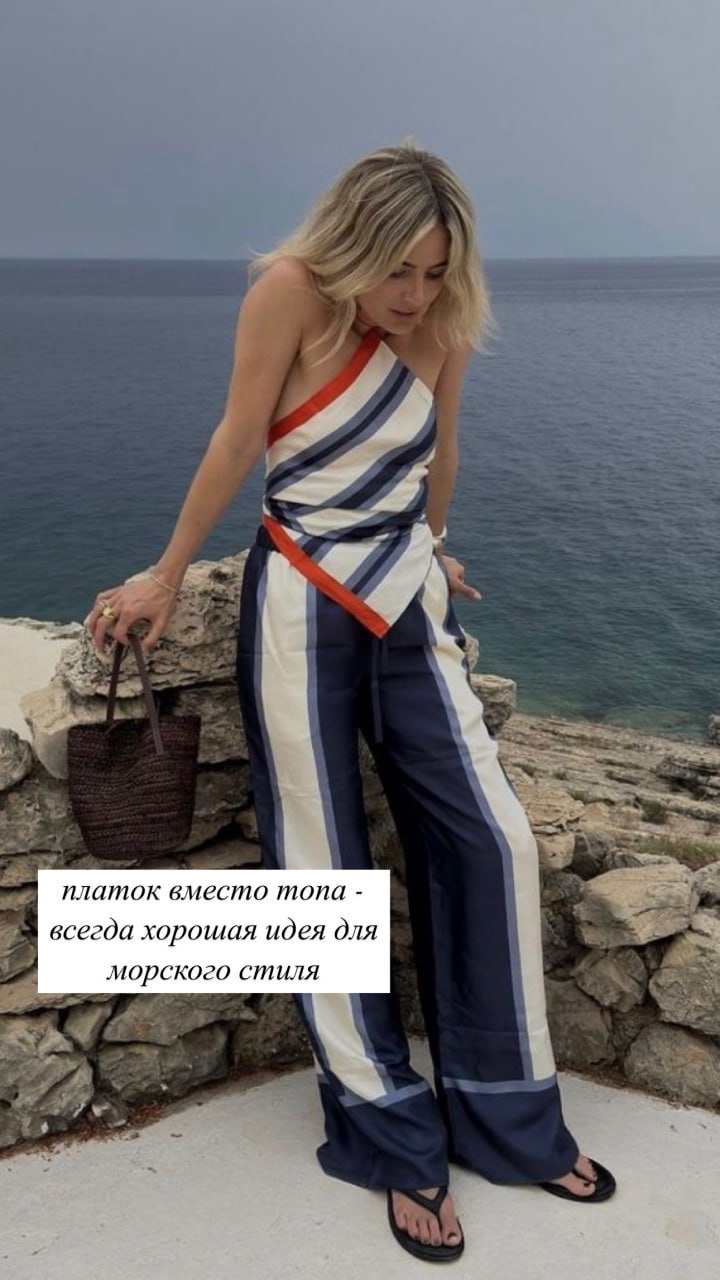 платок вместо топа -
всегда хорошая идея для
морского стиля